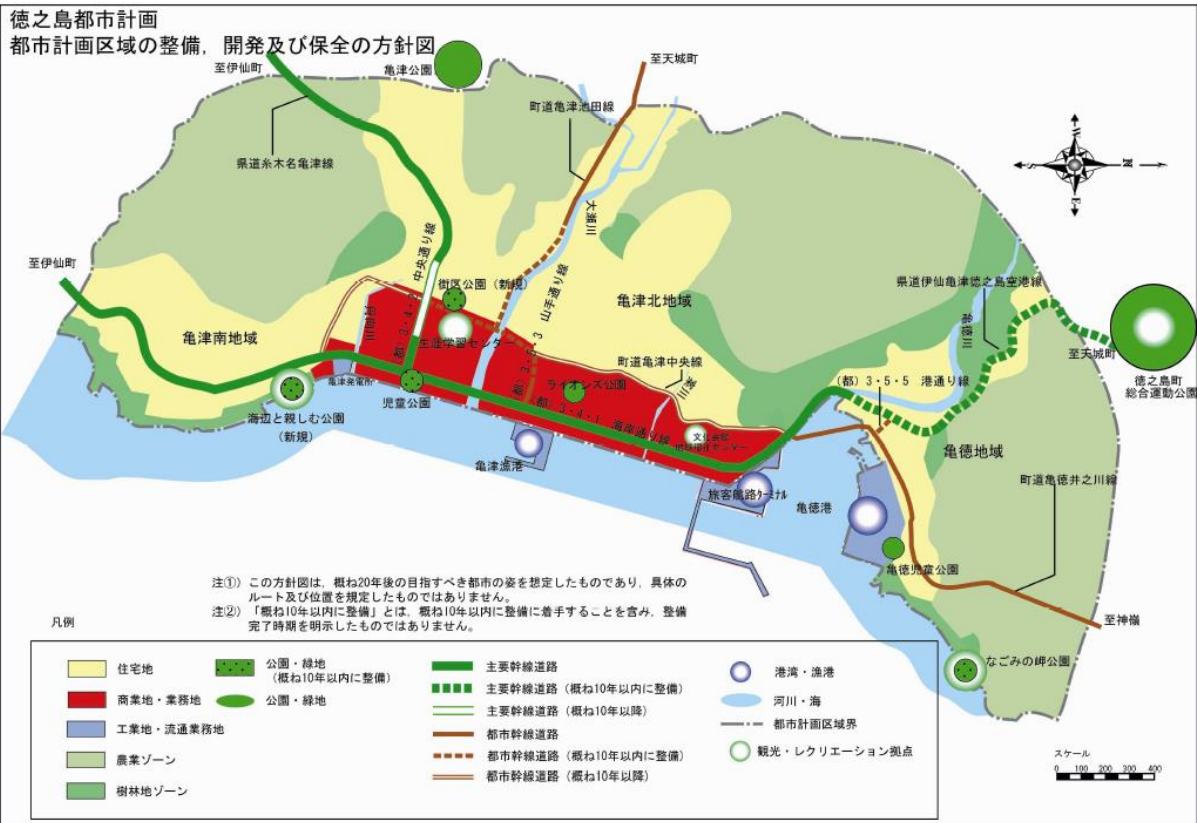 徳之島都市計画
都市計画区域の整備，開発及び保全の方針図
至伊仙町
亀津公園
至天城町
町道亀津池田線
県道糸木名亀津線
W
S
N
E
大瀬川
至伊仙町
中央通り線
街区公園（新規）
山手通り線
亀津北地域
県道伊仙亀津徳之島空港線
亀徳川
亀津南地域
生涯学習センター
(都) 3・5・3
町道亀津中央線
至天城町
徳之島町
総合運動公園
(都) 3・5・5 港通り線
亀津発電所
児童公園
ライオンズ公園
(都) 3・4・1 海岸通り線
文化会館
海辺と親しむ公園
（新規）
亀津漁港
亀徳地域
旅客航路ターミナル
亀徳港
町道亀徳井之川線
亀徳児童公園
至神嶺
なごみの岬公園
注①） この方針図は，概ね20年後の目指すべき都市の姿を想定したものであり，具体の
ルート及び位置を規定したものではありません。
注②） 「概ね10年以内に整備」とは，概ね10年以内に整備に着手することを含み，整備
完了時期を明示したものではありません。
凡例
住宅地
商業地・業務地
工業地・流通業務地
農業ゾーン
樹林地ゾーン
公園・緑地
（概ね10年以内に整備）
公園・緑地
主要幹線道路
主要幹線道路（概ね10年以内に整備）
主要幹線道路（概ね10年以降）
都市幹線道路
都市幹線道路（概ね10年以内に整備）
都市幹線道路（概ね10年以降）
港湾・漁港
河川・海
都市計画区域界
観光・レクリエーション拠点
スケール
0 100 200 300 400